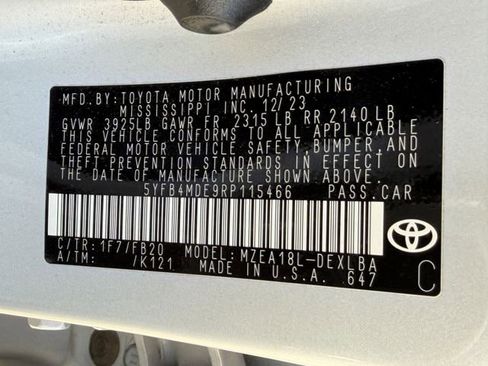 MFD. BY: TOYOTA MOTOR MANUFACTURING
MISSISSIPPI INC. 12/23
GVWR 3925LB GAWR FR 2315 LB RR 2140 LB
THIS VEHICLE CONFORMS TO ALL APPLICABLE
FEDERAL MOTOR VEHICLE SAFETY, BUMPER, AND
THEFT PREVENTION STANDARDS IN EFFECT ON
THE DATE OF MANUFACTURE SHOWN ABOVE.
5YFB4MDE9RP115466 PASS.CAR
C/TR: 1F7/FB20 MODEL: MZEA18L-DEXLBA
A/TM: /K121 MADE IN U.S.A. 647
C